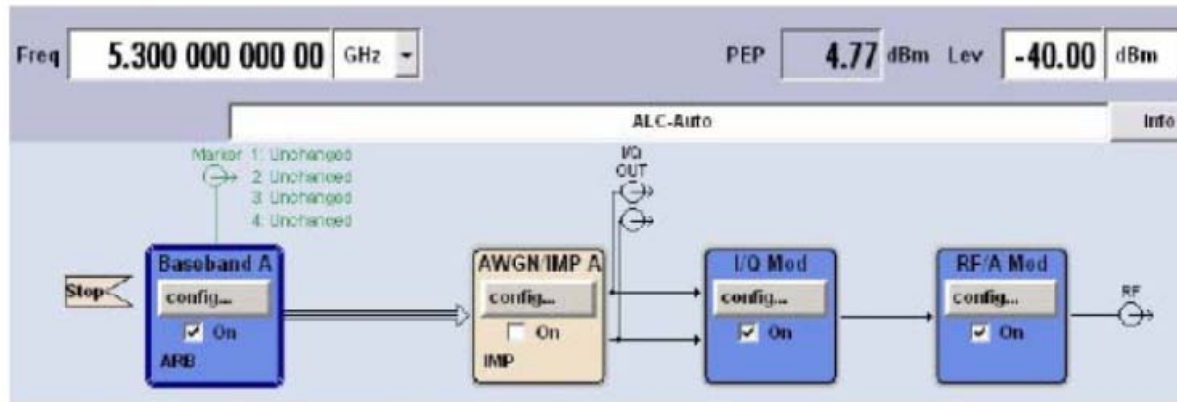 Freq 5.300 000 000 00 GHz PEP 4.77 dBm Lev -40.00 dBm
ALC-Auto Info
Marker 1: Unchanged
2: Unchanged
3: Unchanged
4: Unchanged
I/Q
OUT
Stop
Baseband A
config...
On
ARB
AWGN/IMP A
config...
On
IMP
I/Q Mod
config...
On
RF/A Mod
config...
On
RF